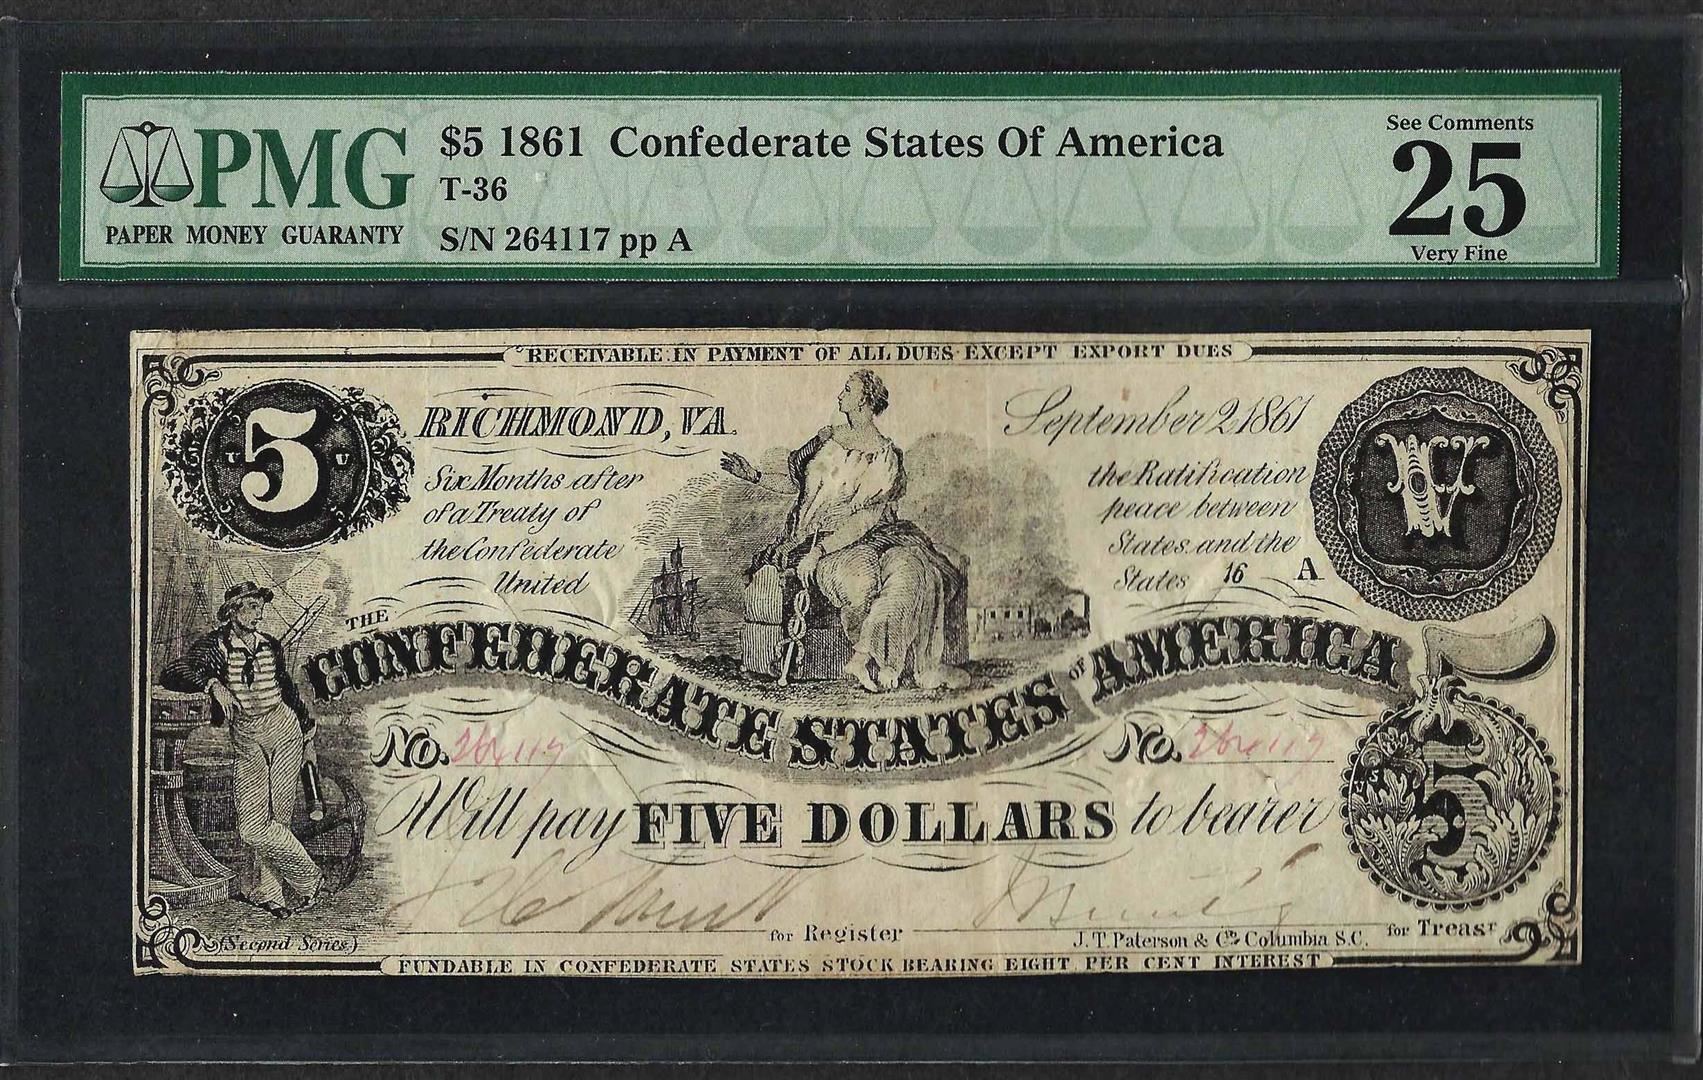 PMG
PAPER MONEY GUARANTY
$5 1861 Confederate States Of America
T-36
S/N 264117 pp A
See Comments
25
Very Fine
RECEIVABLE IN PAYMENT OF ALL DUES EXCEPT EXPORT DUES
5
RICHMOND, VA.
September 2, 1861
V
Six Months after the Ratification
of a Treaty of peace between
the Confederate States and the
United States 16 A
THE CONFEDERATE STATES OF AMERICA
No. 264117
No. 264117
5
Will pay FIVE DOLLARS to bearer
for Register
for Treasr
J.T. Paterson & Co. Columbia S.C.
(Second Series.)
FUNDABLE IN CONFEDERATE STATES STOCK BEARING EIGHT PER CENT INTEREST